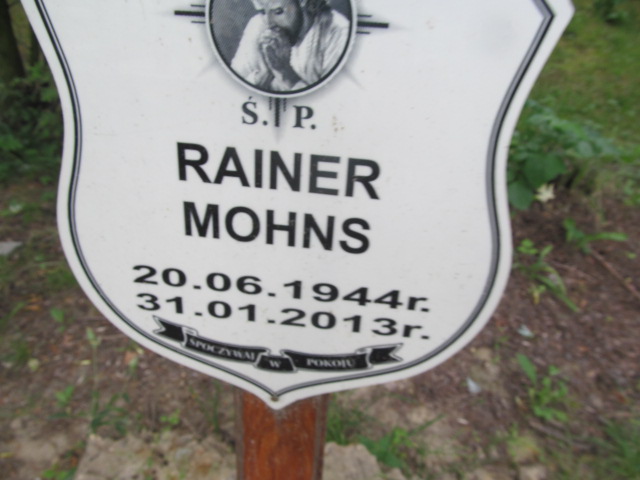 Ś. P.
RAINER
MOHNS
20.06.1944r.
31.01.2013r.
SPOCZYWAJ W POKOJU